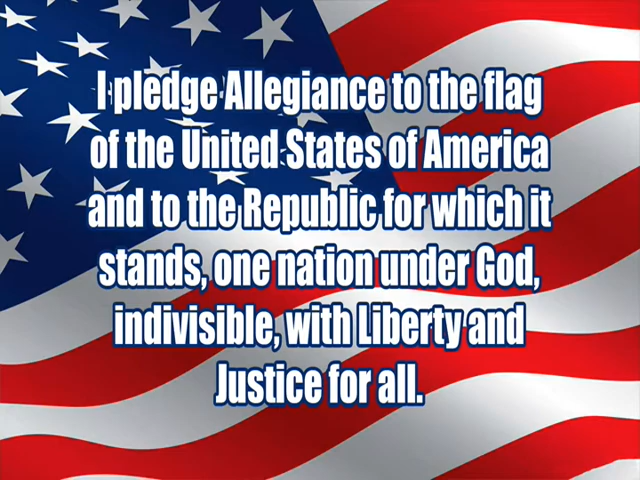 I pledge Allegiance to the flag
of the United States of America
and to the Republic for which it
stands, one nation under God,
indivisible, with Liberty and
Justice for all.